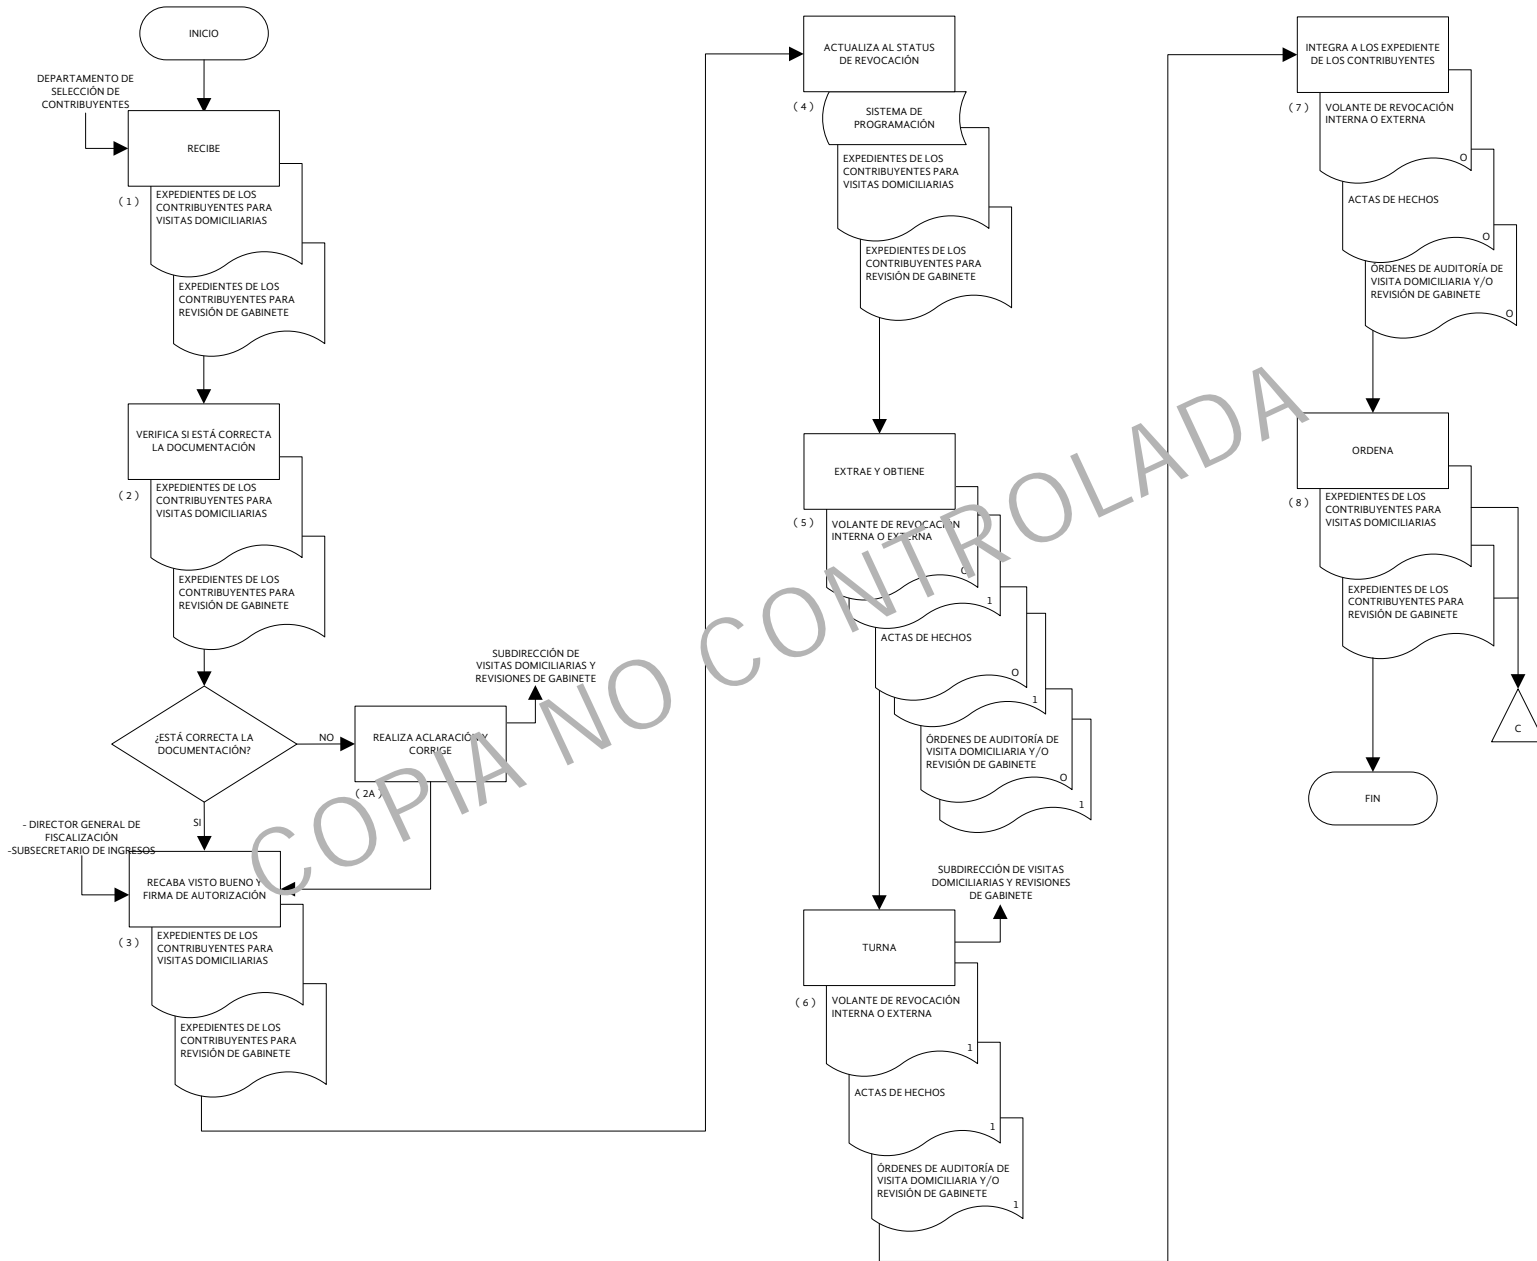 INICIO
DEPARTAMENTO DE
SELECCIÓN DE
CONTRIBUYENTES
RECIBE
( 1 )
EXPEDIENTES DE LOS
CONTRIBUYENTES PARA
VISITAS DOMICILIARIAS
EXPEDIENTES DE LOS
CONTRIBUYENTES PARA
REVISIÓN DE GABINETE
VERIFICA SI ESTÁ CORRECTA
LA DOCUMENTACIÓN
( 2 )
EXPEDIENTES DE LOS
CONTRIBUYENTES PARA
VISITAS DOMICILIARIAS
EXPEDIENTES DE LOS
CONTRIBUYENTES PARA
REVISIÓN DE GABINETE
¿ESTÁ CORRECTA LA
DOCUMENTACIÓN?
NO
SI
REALIZA ACLARACIÓN Y
CORRIGE
( 2A )
SUBDIRECCIÓN DE
VISITAS DOMICILIARIAS Y
REVISIONES DE GABINETE
- DIRECTOR GENERAL DE
FISCALIZACIÓN
-SUBSECRETARIO DE INGRESOS
RECABA VISTO BUENO Y
FIRMA DE AUTORIZACIÓN
( 3 )
EXPEDIENTES DE LOS
CONTRIBUYENTES PARA
VISITAS DOMICILIARIAS
EXPEDIENTES DE LOS
CONTRIBUYENTES PARA
REVISIÓN DE GABINETE
ACTUALIZA AL STATUS
DE REVOCACIÓN
( 4 )
SISTEMA DE
PROGRAMACIÓN
EXPEDIENTES DE LOS
CONTRIBUYENTES PARA
VISITAS DOMICILIARIAS
EXPEDIENTES DE LOS
CONTRIBUYENTES PARA
REVISIÓN DE GABINETE
EXTRAE Y OBTIENE
( 5 )
VOLANTE DE REVOCACIÓN
INTERNA O EXTERNA
O
1
ACTAS DE HECHOS
O
1
ÓRDENES DE AUDITORÍA DE
VISITA DOMICILIARIA Y/O
REVISIÓN DE GABINETE
O
1
SUBDIRECCIÓN DE VISITAS
DOMICILIARIAS Y REVISIONES
DE GABINETE
TURNA
( 6 )
VOLANTE DE REVOCACIÓN
INTERNA O EXTERNA
1
ACTAS DE HECHOS
1
ÓRDENES DE AUDITORÍA DE
VISITA DOMICILIARIA Y/O
REVISIÓN DE GABINETE
1
INTEGRA A LOS EXPEDIENTE
DE LOS CONTRIBUYENTES
( 7 )
VOLANTE DE REVOCACIÓN
INTERNA O EXTERNA
O
ACTAS DE HECHOS
O
ÓRDENES DE AUDITORÍA DE
VISITA DOMICILIARIA Y/O
REVISIÓN DE GABINETE
O
ORDENA
( 8 )
EXPEDIENTES DE LOS
CONTRIBUYENTES PARA
VISITAS DOMICILIARIAS
EXPEDIENTES DE LOS
CONTRIBUYENTES PARA
REVISIÓN DE GABINETE
C
FIN
COPIA NO CONTROLADA